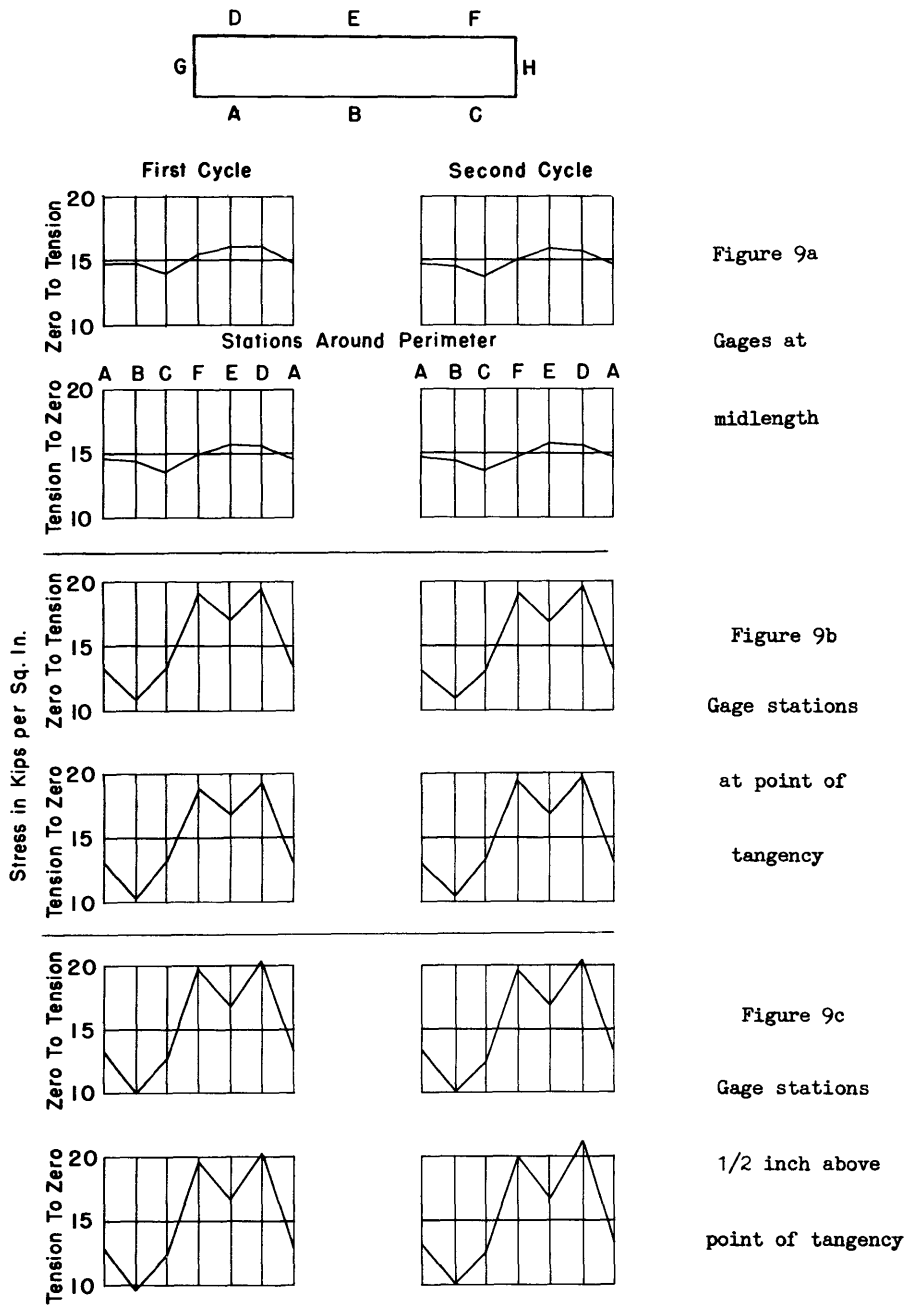 D E F
G H
A B C
First Cycle Second Cycle
Zero To Tension
20
15
10
Figure 9a
Gages at
midlength
Stations Around Perimeter
A B C F E D A A B C F E D A
Tension To Zero
20
15
10
Stress in Kips per Sq. In.
Zero To Tension
20
15
10
Figure 9b
Gage stations
at point of
tangency
Tension To Zero
20
15
10
Zero To Tension
20
15
10
Figure 9c
Gage stations
1/2 inch above
point of tangency
Tension To Zero
20
15
10